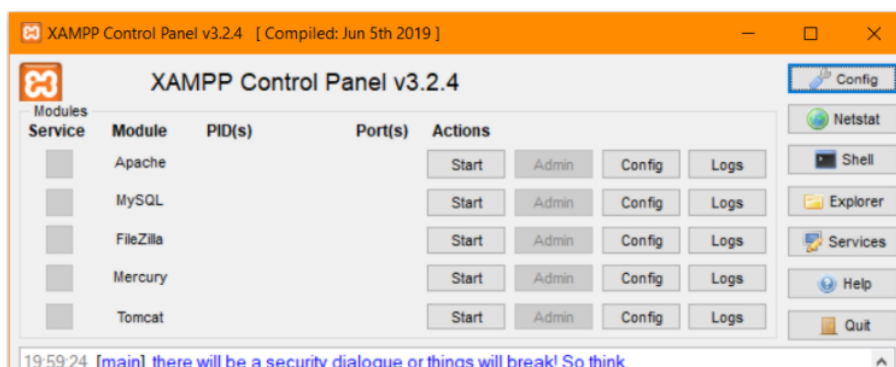 XAMPP Control Panel v3.2.4 [ Compiled: Jun 5th 2019 ]
XAMPP Control Panel v3.2.4
Config
Modules
Netstat
Service Module PID(s) Port(s) Actions
Apache Start Admin Config Logs
Shell
MySQL Start Admin Config Logs
Explorer
FileZilla Start Admin Config Logs
Services
Mercury Start Admin Config Logs
Help
Tomcat Start Admin Config Logs
Quit
19:59:24 [main] there will be a security dialogue or things will break! So think